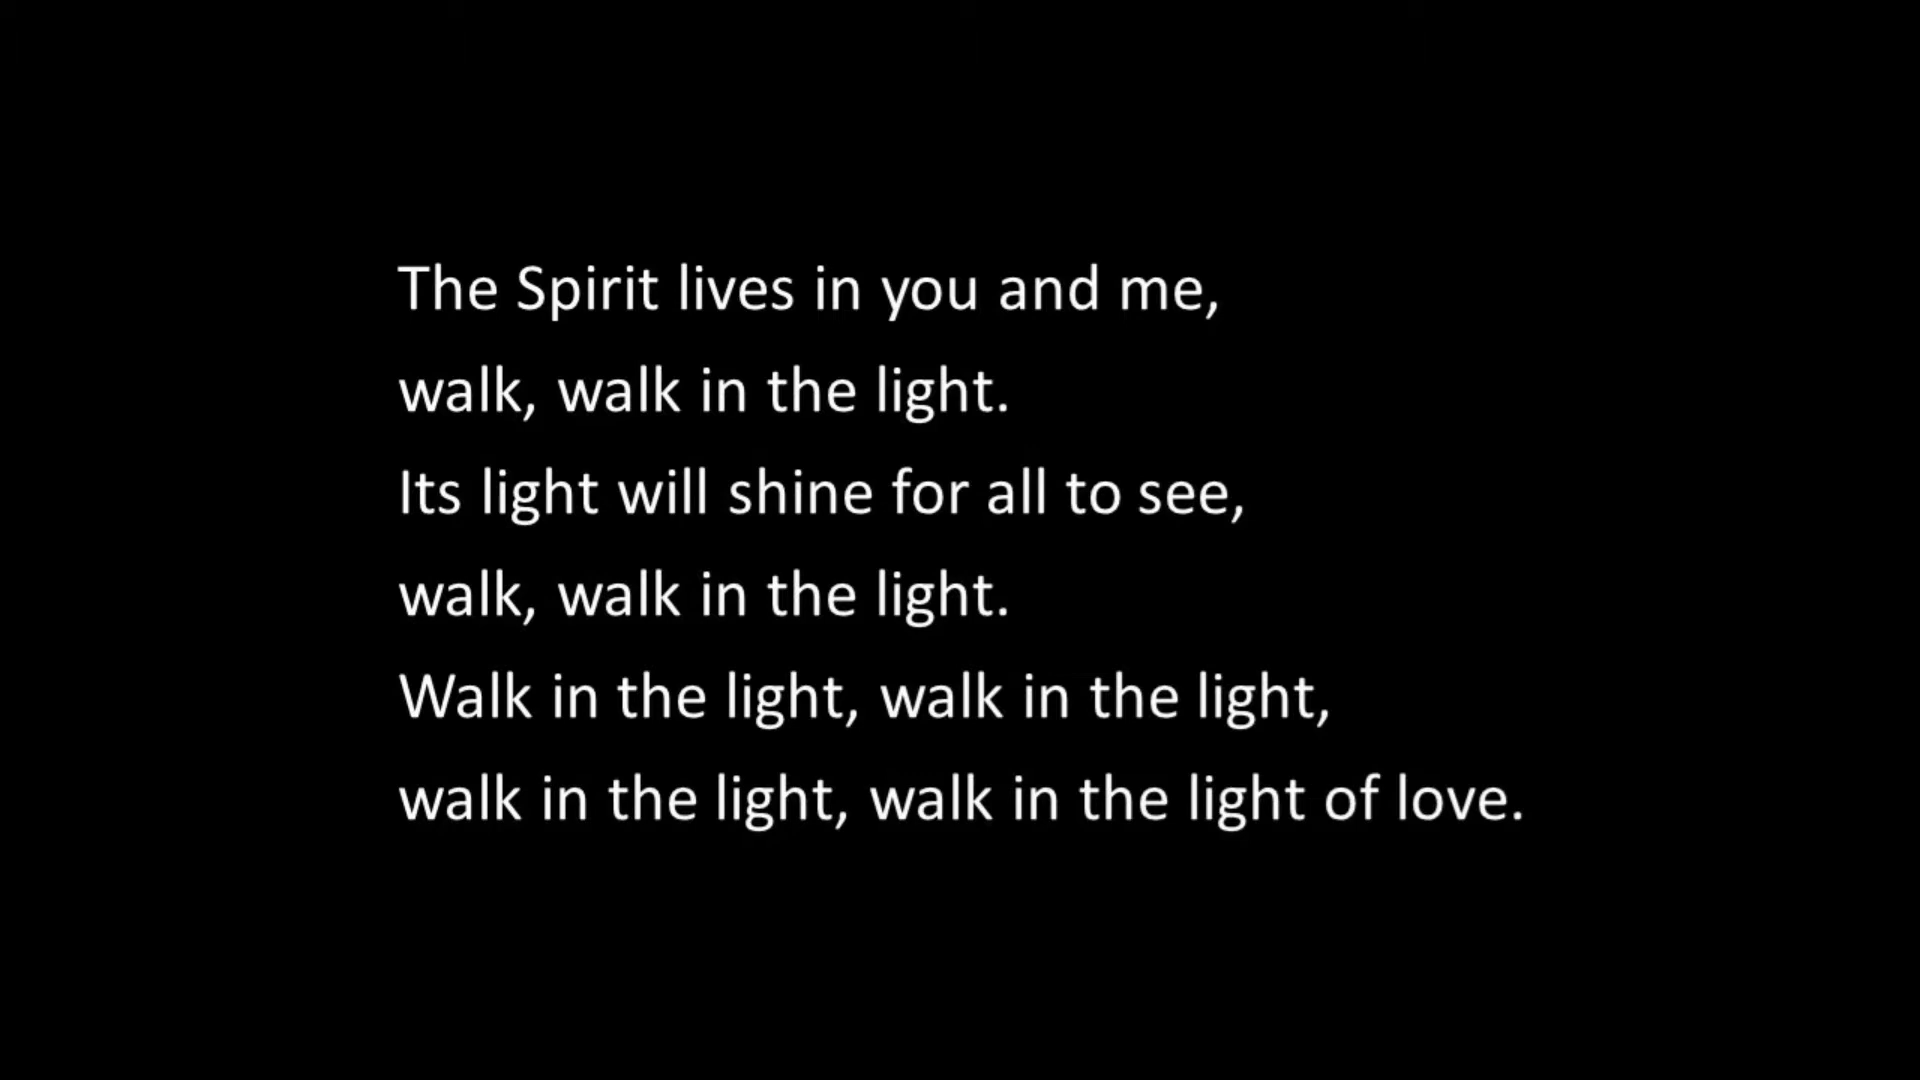 The Spirit lives in you and me,
walk, walk in the light.
Its light will shine for all to see,
walk, walk in the light.
Walk in the light, walk in the light,
walk in the light, walk in the light of love.